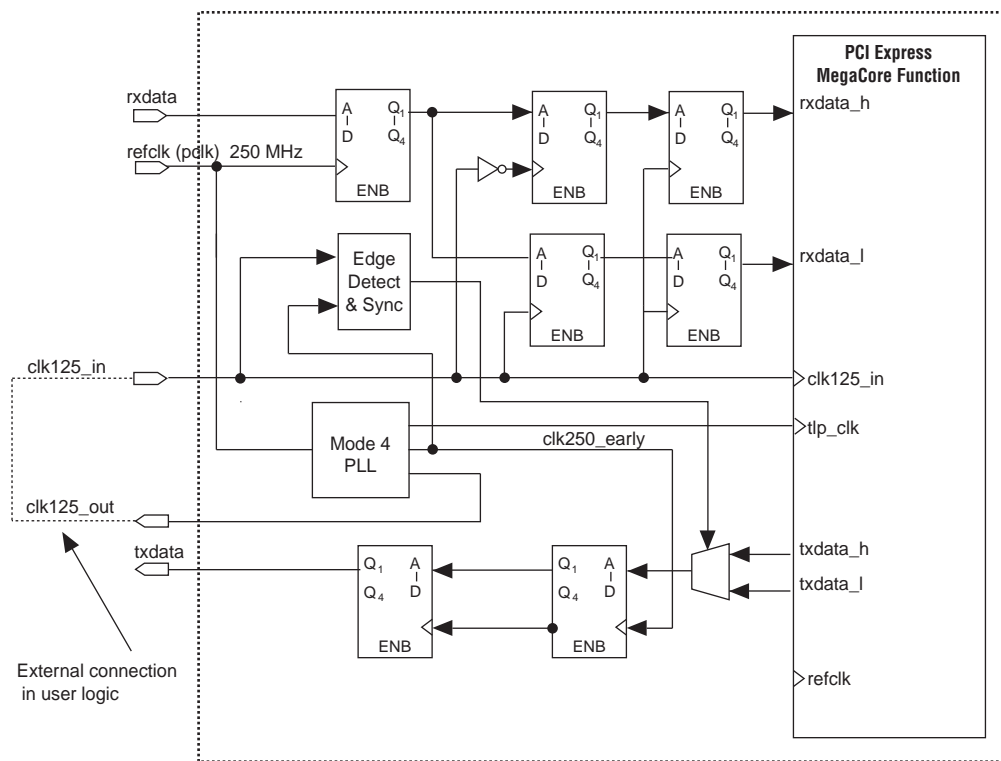 PCI Express
MegaCore Function
rxdata
A
D
Q1
Q4
ENB
A
D
Q1
Q4
ENB
A
D
Q1
Q4
ENB
rxdata_h
refclk (pclk) 250 MHz
Edge
Detect
& Sync
A
D
Q1
Q4
ENB
A
D
Q1
Q4
ENB
rxdata_l
clk125_in
clk125_in
Mode 4
PLL
clk250_early
tlp_clk
clk125_out
txdata
Q1
Q4
A
D
ENB
Q1
Q4
A
D
ENB
txdata_h
txdata_l
External connection
in user logic
refclk